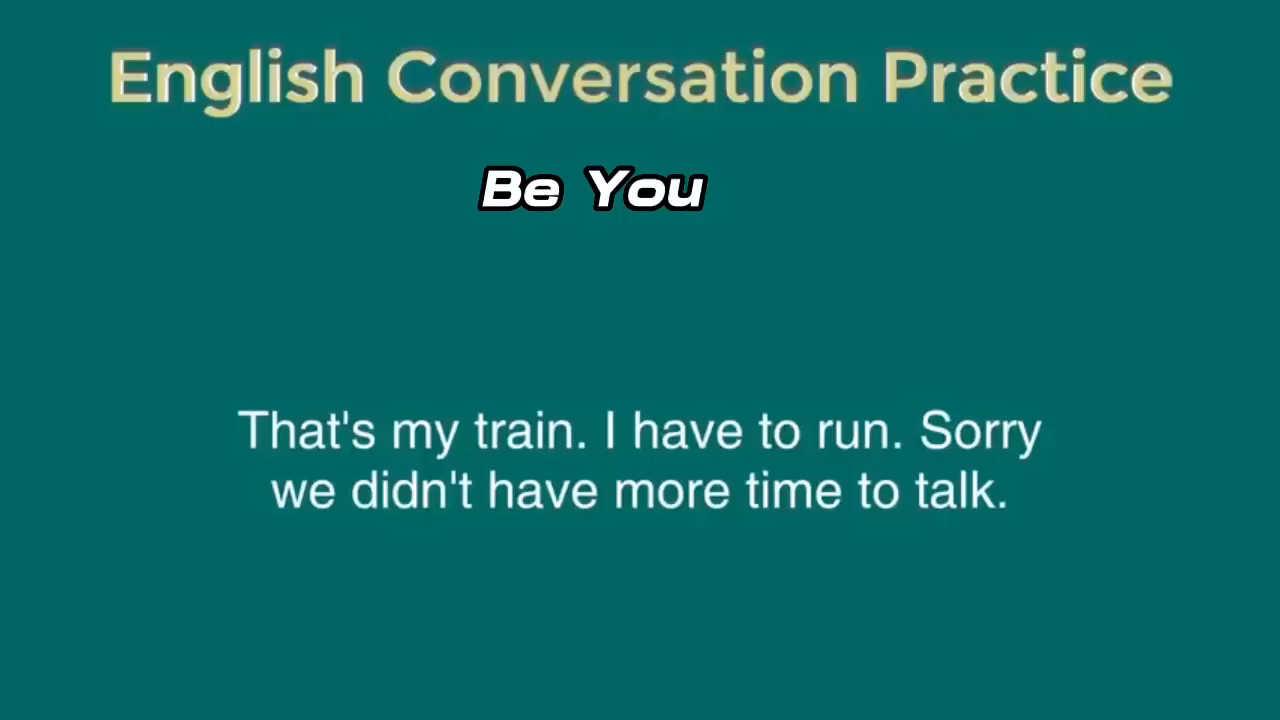 English Conversation Practice
Be You
That's my train. I have to run. Sorry
we didn't have more time to talk.